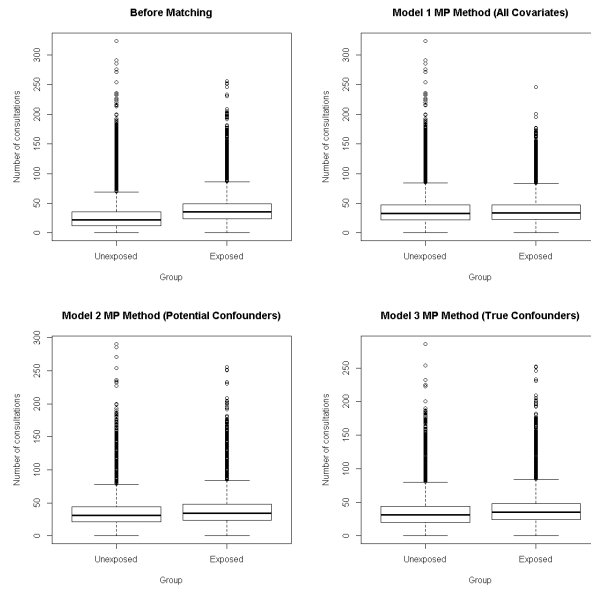 Before Matching
Number of consultations
300
250
200
150
100
50
0
Unexposed Exposed
Group
Model 1 MP Method (All Covariates)
Number of consultations
300
250
200
150
100
50
0
Unexposed Exposed
Group
Model 2 MP Method (Potential Confounders)
Number of consultations
300
250
200
150
100
50
0
Unexposed Exposed
Group
Model 3 MP Method (True Confounders)
Number of consultations
250
200
150
100
50
0
Unexposed Exposed
Group